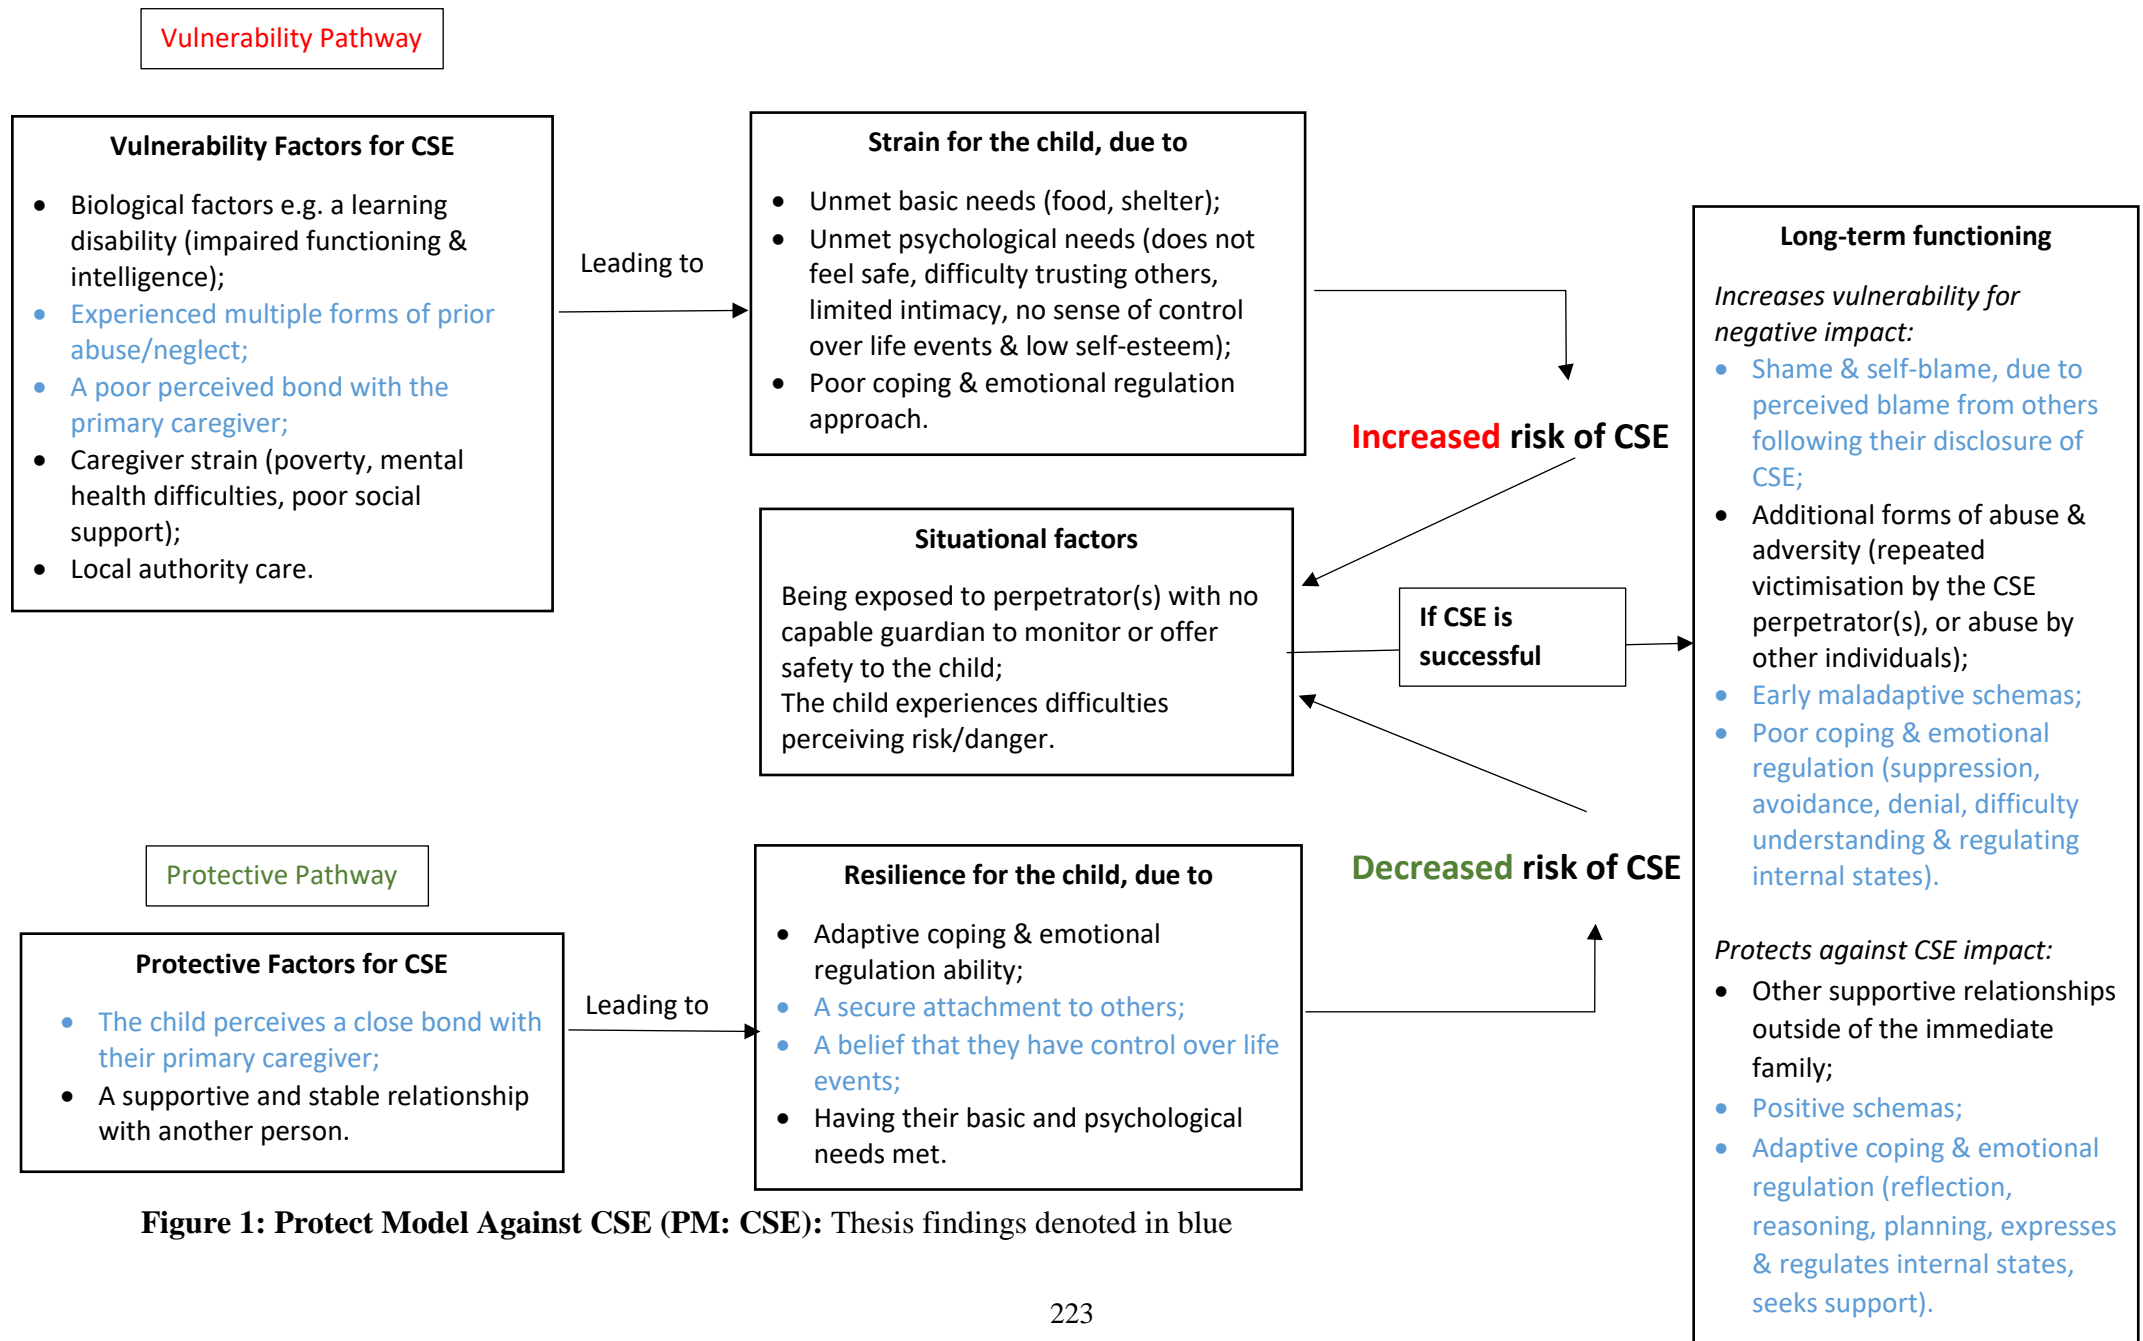 Vulnerability Pathway
Vulnerability Factors for CSE
• Biological factors e.g. a learning
disability (impaired functioning &
intelligence);
• Experienced multiple forms of prior
abuse/neglect;
• A poor perceived bond with the
primary caregiver;
• Caregiver strain (poverty, mental
health difficulties, poor social
support);
• Local authority care.
Leading to
Strain for the child, due to
• Unmet basic needs (food, shelter);
• Unmet psychological needs (does not
feel safe, difficulty trusting others,
limited intimacy, no sense of control
over life events & low self-esteem);
• Poor coping & emotional regulation
approach.
Increased risk of CSE
Situational factors
Being exposed to perpetrator(s) with no
capable guardian to monitor or offer
safety to the child;
The child experiences difficulties
perceiving risk/danger.
If CSE is
successful
Protective Pathway
Protective Factors for CSE
• The child perceives a close bond with
their primary caregiver;
• A supportive and stable relationship
with another person.
Leading to
Resilience for the child, due to
• Adaptive coping & emotional
regulation ability;
• A secure attachment to others;
• A belief that they have control over life
events;
• Having their basic and psychological
needs met.
Decreased risk of CSE
Long-term functioning
Increases vulnerability for
negative impact:
• Shame & self-blame, due to
perceived blame from others
following their disclosure of
CSE;
• Additional forms of abuse &
adversity (repeated
victimisation by the CSE
perpetrator(s), or abuse by
other individuals);
• Early maladaptive schemas;
• Poor coping & emotional
regulation (suppression,
avoidance, denial, difficulty
understanding & regulating
internal states).
Protects against CSE impact:
• Other supportive relationships
outside of the immediate
family;
• Positive schemas;
• Adaptive coping & emotional
regulation (reflection,
reasoning, planning, expresses
& regulates internal states,
seeks support).
Figure 1: Protect Model Against CSE (PM: CSE): Thesis findings denoted in blue
223